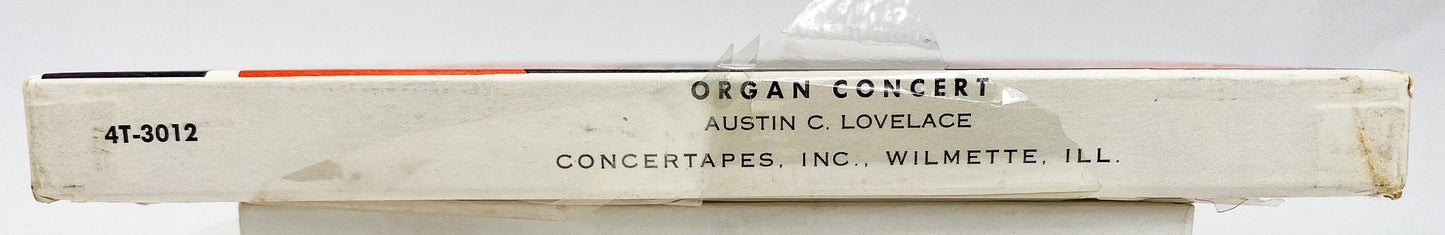 4T-3012
ORGAN CONCERT
AUSTIN C. LOVELACE
CONCERTAPES, INC., WILMETTE, ILL.